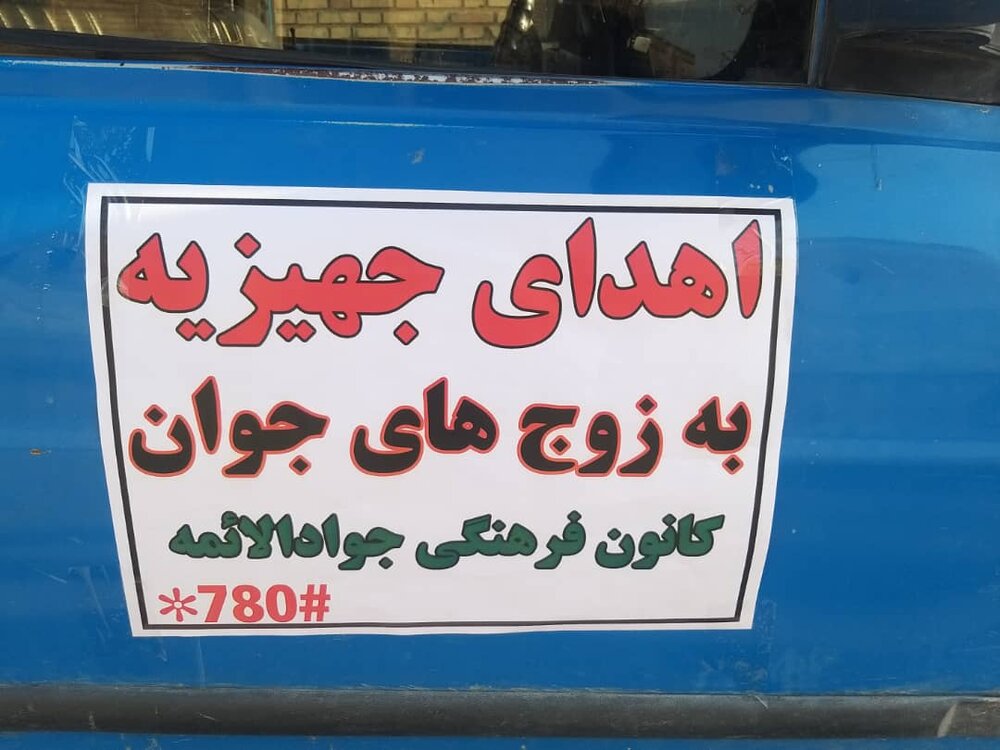 اهدای جهیزیه
به زوج های جوان
کانون فرهنگی جوادالائمه
*780#